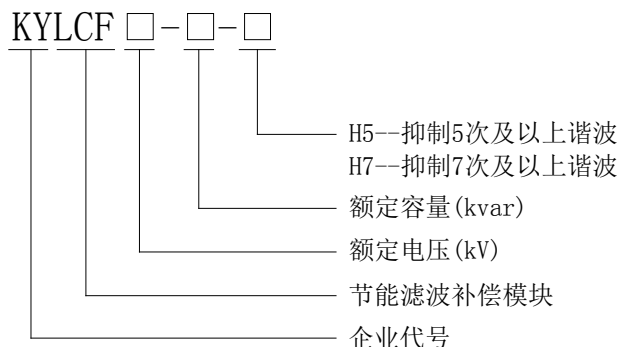 KYLCF□-□-□
H5--抑制5次及以上谐波
H7--抑制7次及以上谐波
额定容量(kvar)
额定电压(kV)
节能滤波补偿模块
企业代号